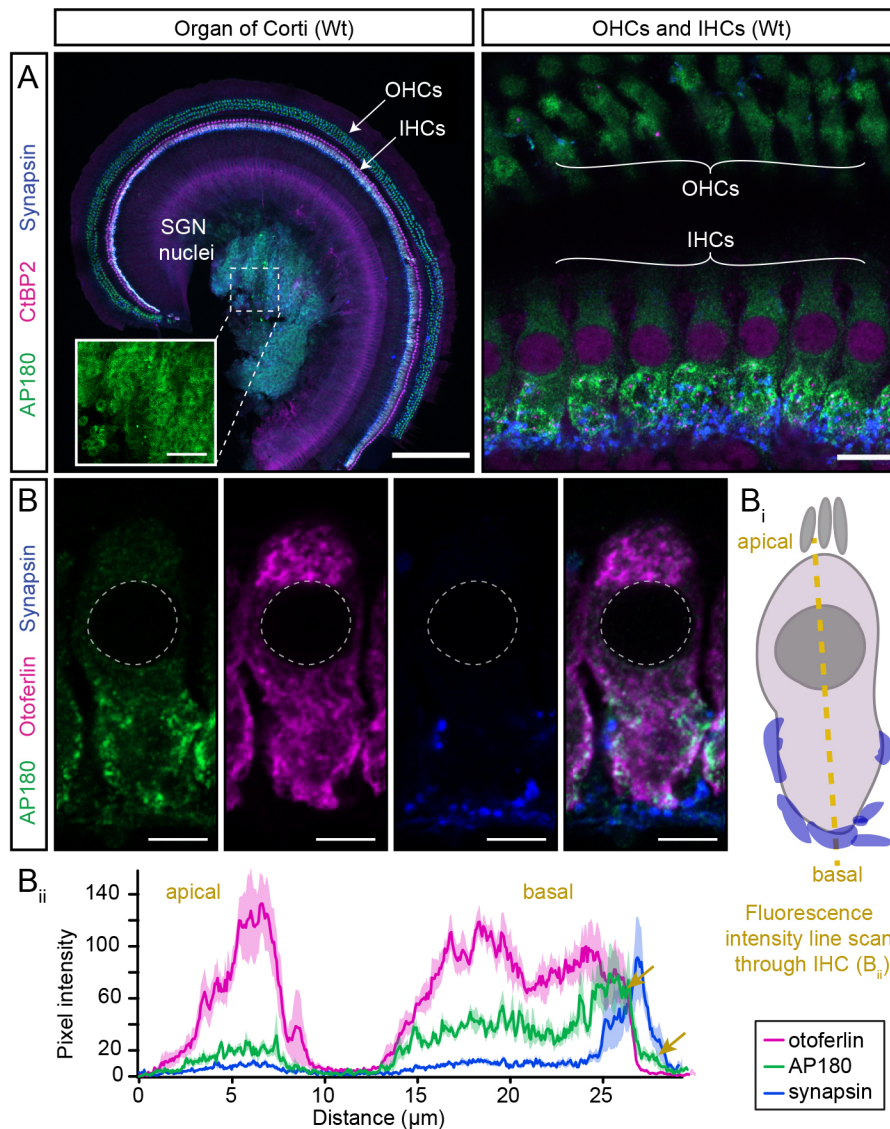 Organ of Corti (Wt)
OHCs and IHCs (Wt)
A
AP180 CtBP2 Synapsin
OHCs
IHCs
SGN
nuclei
OHCs
IHCs
B
AP180 Otoferlin Synapsin
Bi
apical
basal
Fluorescence
intensity line scan
through IHC (Bii)
Bii
apical
basal
Pixel intensity
140
100
60
20
0
0
5
10
15
20
25
Distance (µm)
otoferlin
AP180
synapsin